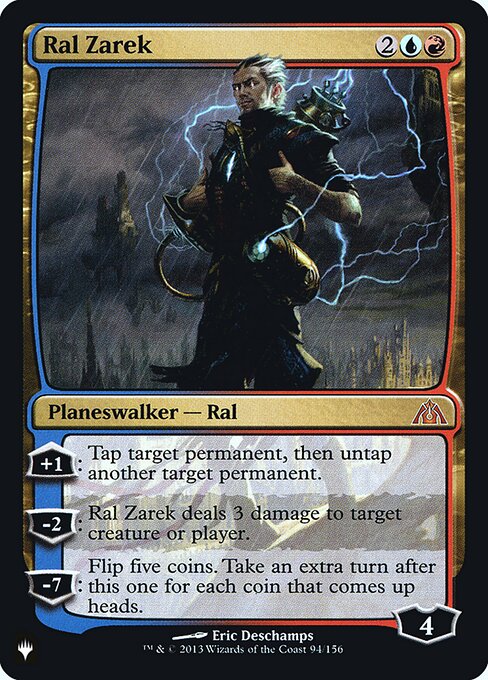 Ral Zarek 2
Planeswalker — Ral
+1: Tap target permanent, then untap
another target permanent.
-2: Ral Zarek deals 3 damage to target
creature or player.
-7: Flip five coins. Take an extra turn after
this one for each coin that comes up
heads.
4
Eric Deschamps
™ & © 2013 Wizards of the Coast 94/156